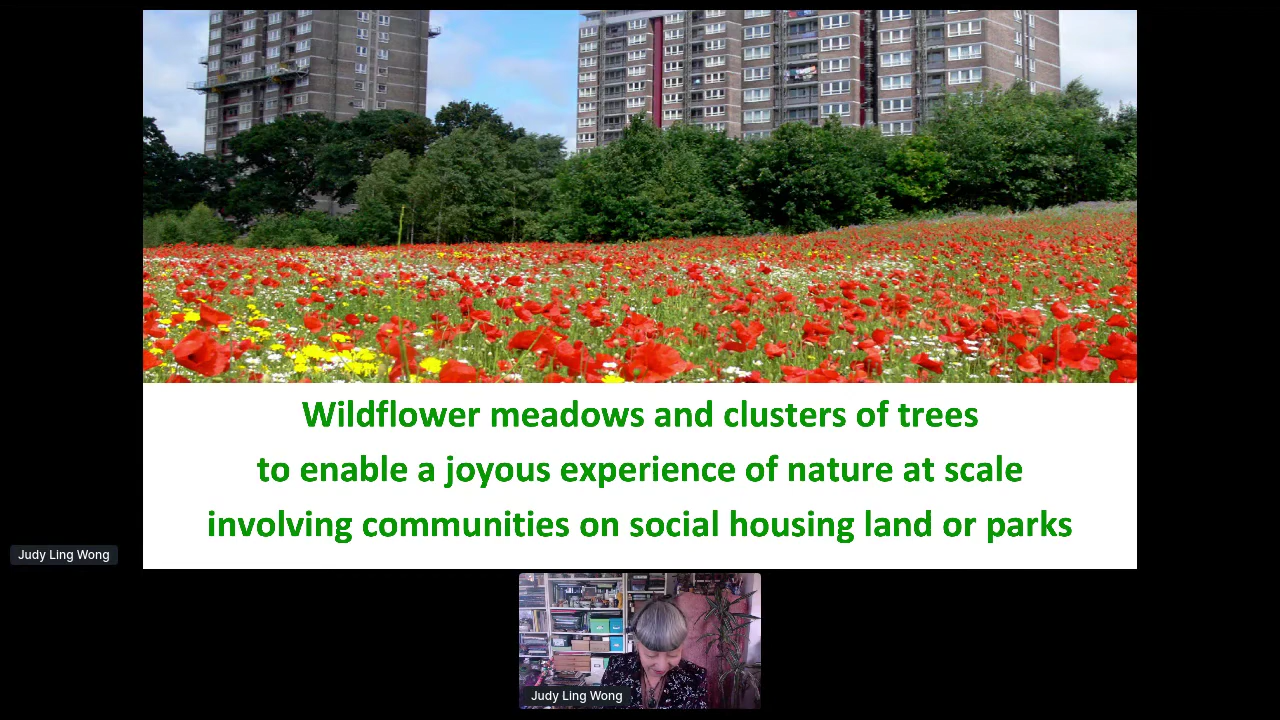 Wildflower meadows and clusters of trees
to enable a joyous experience of nature at scale
involving communities on social housing land or parks
Judy Ling Wong
Judy Ling Wong